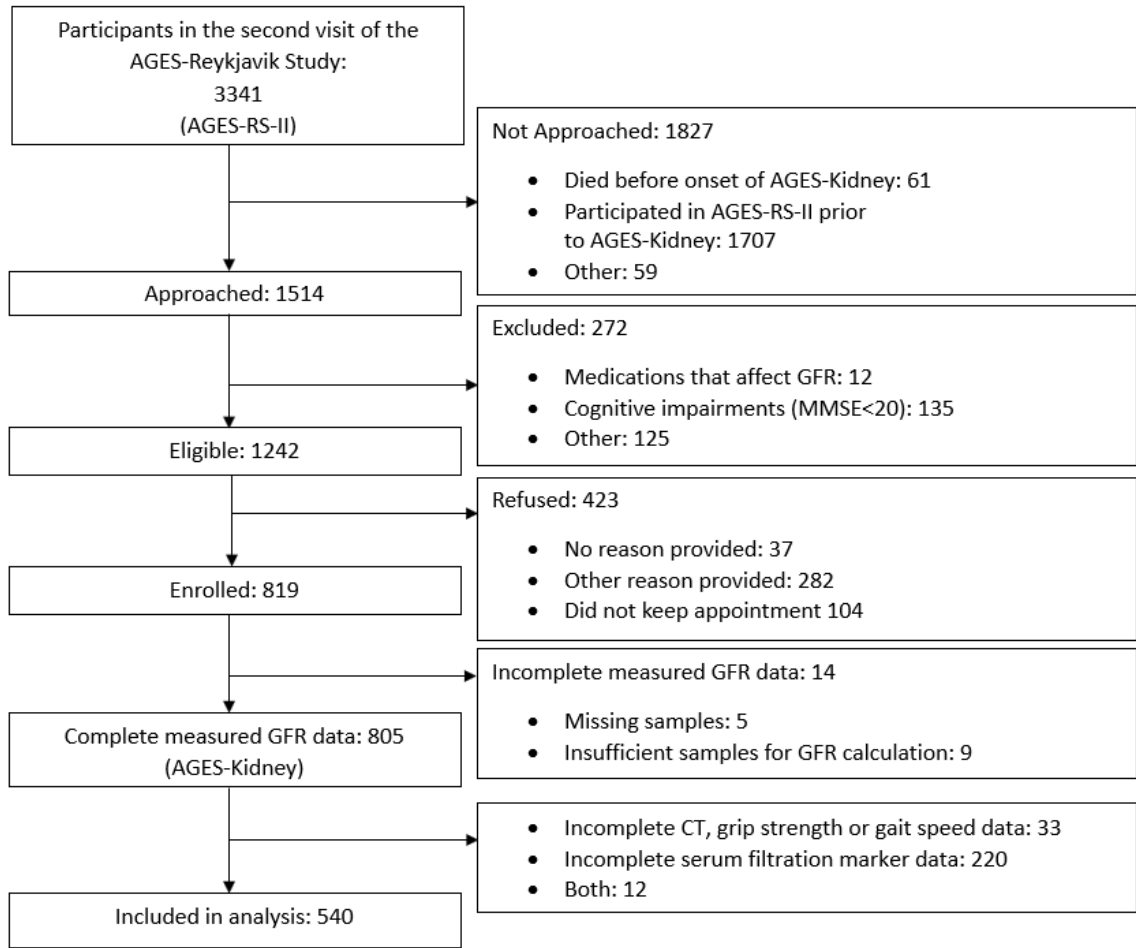 Participants in the second visit of the
AGES-Reykjavik Study:
3341
(AGES-RS-II)
Not Approached: 1827
• Died before onset of AGES-Kidney: 61
• Participated in AGES-RS-II prior
to AGES-Kidney: 1707
• Other: 59
Approached: 1514
Excluded: 272
• Medications that affect GFR: 12
• Cognitive impairments (MMSE<20): 135
• Other: 125
Eligible: 1242
Refused: 423
• No reason provided: 37
• Other reason provided: 282
• Did not keep appointment 104
Enrolled: 819
Incomplete measured GFR data: 14
• Missing samples: 5
• Insufficient samples for GFR calculation: 9
Complete measured GFR data: 805
(AGES-Kidney)
• Incomplete CT, grip strength or gait speed data: 33
• Incomplete serum filtration marker data: 220
• Both: 12
Included in analysis: 540